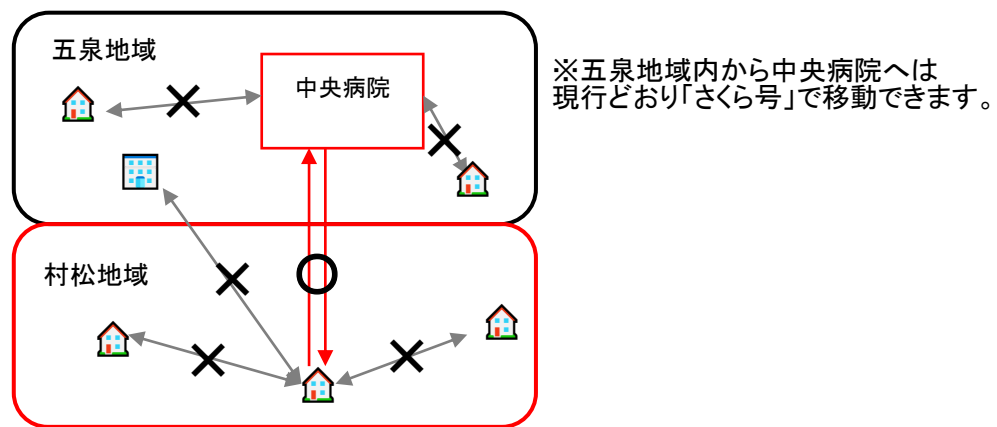 五泉地域
中央病院
※五泉地域内から中央病院へは
現行どおり「さくら号」で移動できます。
村松地域